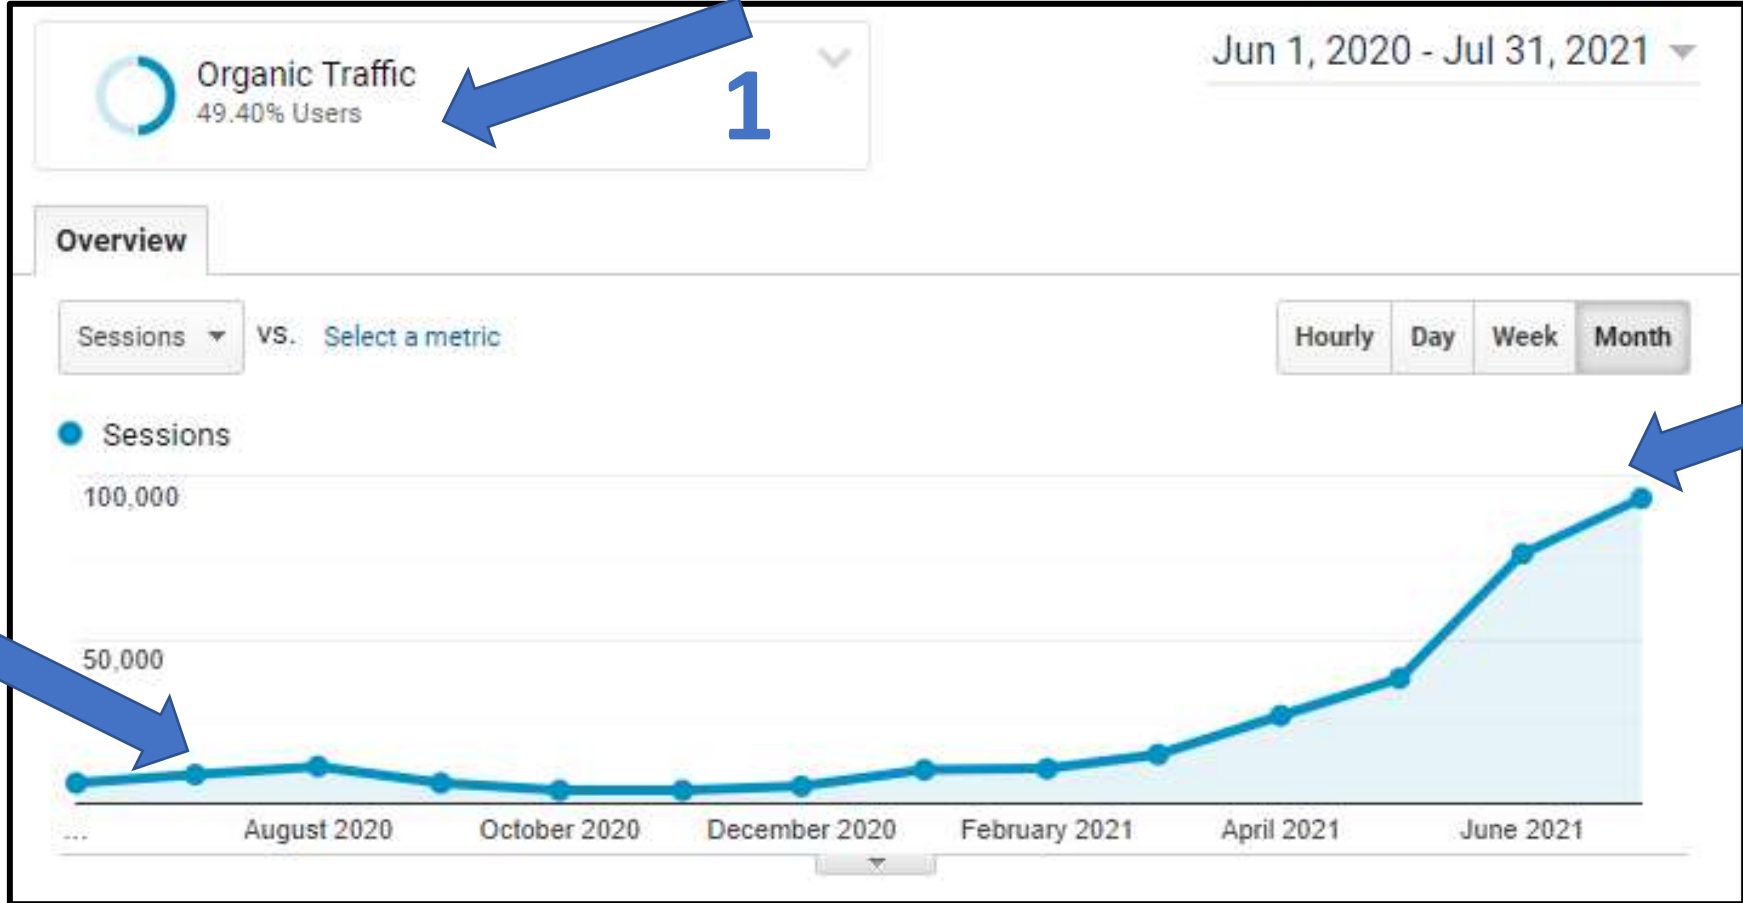 Organic Traffic
49.40% Users
1
Jun 1, 2020 - Jul 31, 2021
Overview
Sessions
VS.
Select a metric
Hourly
Day
Week
Month
Sessions
100,000
50,000
...
August 2020
October 2020
December 2020
February 2021
April 2021
June 2021